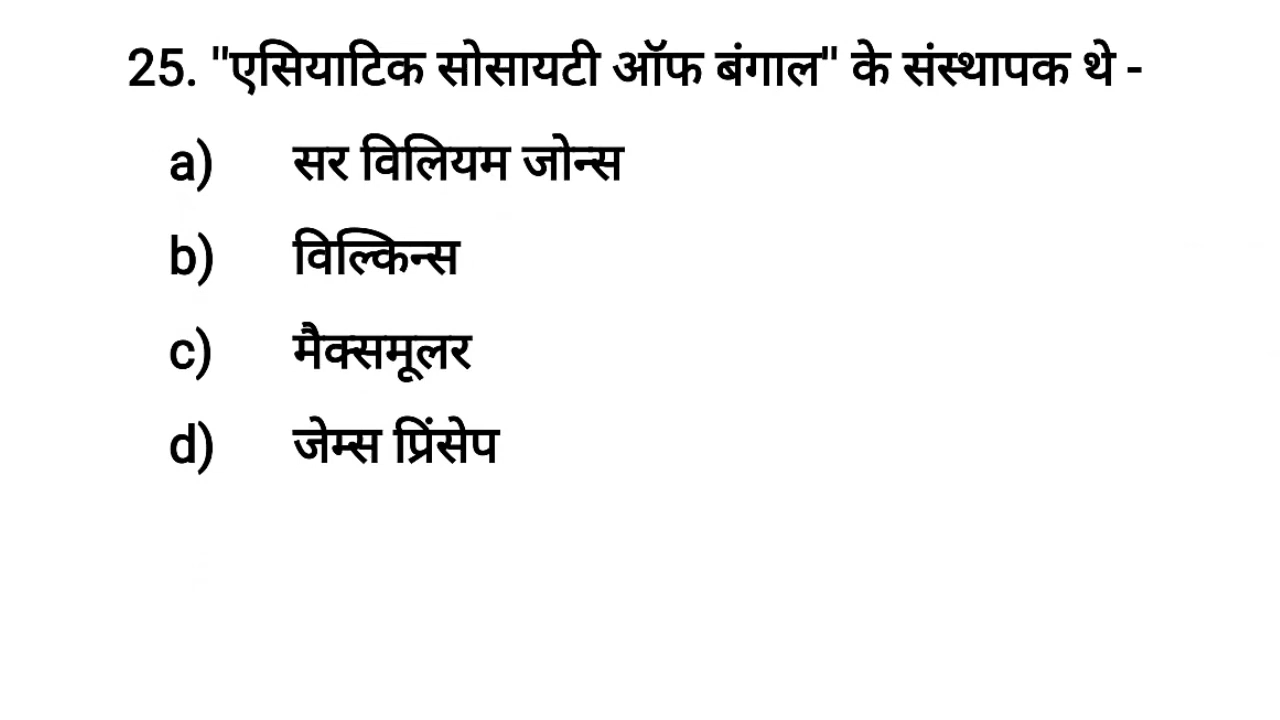 25. "एसियाटिक सोसायटी ऑफ बंगाल" के संस्थापक थे -
a) सर विलियम जोन्स
b) विल्किन्स
c) मैक्समूलर
d) जेम्स प्रिंसेप